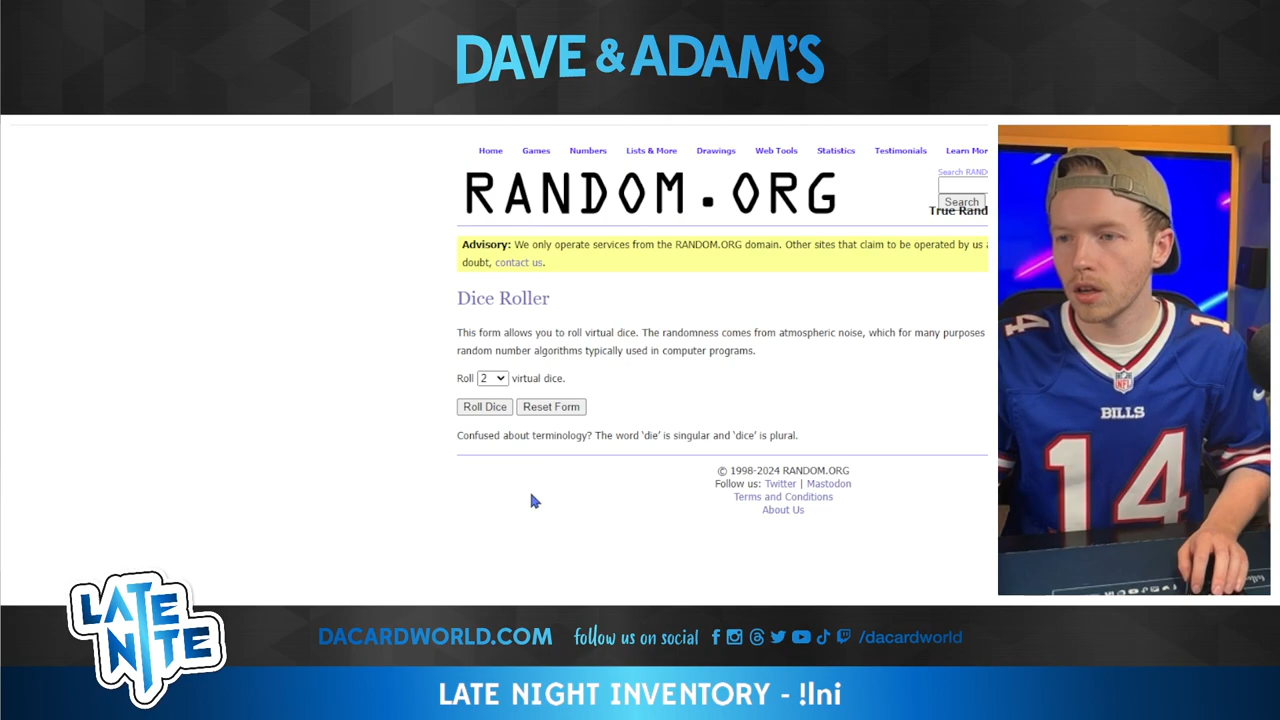 DAVE & ADAM'S
Home Games Numbers Lists & More Drawings Web Tools Statistics Testimonials Learn Mor
RANDOM.ORG
Search RAND
Search
True Rand
Advisory: We only operate services from the RANDOM.ORG domain. Other sites that claim to be operated by us a
doubt, contact us.
Dice Roller
This form allows you to roll virtual dice. The randomness comes from atmospheric noise, which for many purposes
random number algorithms typically used in computer programs.
Roll 2 virtual dice.
Roll Dice Reset Form
Confused about terminology? The word 'die' is singular and 'dice' is plural.
© 1998-2024 RANDOM.ORG
Follow us: Twitter | Mastodon
Terms and Conditions
About Us
14
BILLS
14
LATE
NITE
DACARDWORLD.COM follow us on social /dacardworld
LATE NIGHT INVENTORY - !lni